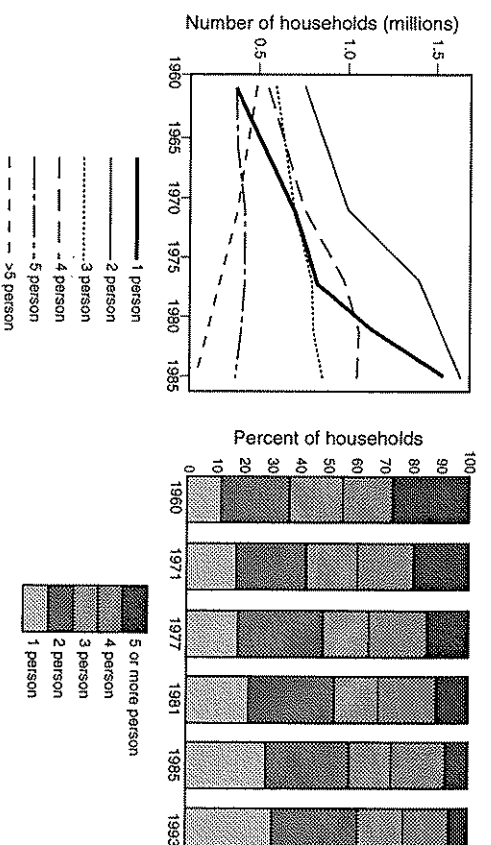 Number of households (millions)
1.5
1.0
0.5
1960
1965
1970
1975
1980
1985
1 person
2 person
3 person
4 person
5 person
>5 person
Percent of households
100
90
80
70
60
50
40
30
20
10
0
1960
1971
1977
1981
1985
1993
5 or more person
4 person
3 person
2 person
1 person